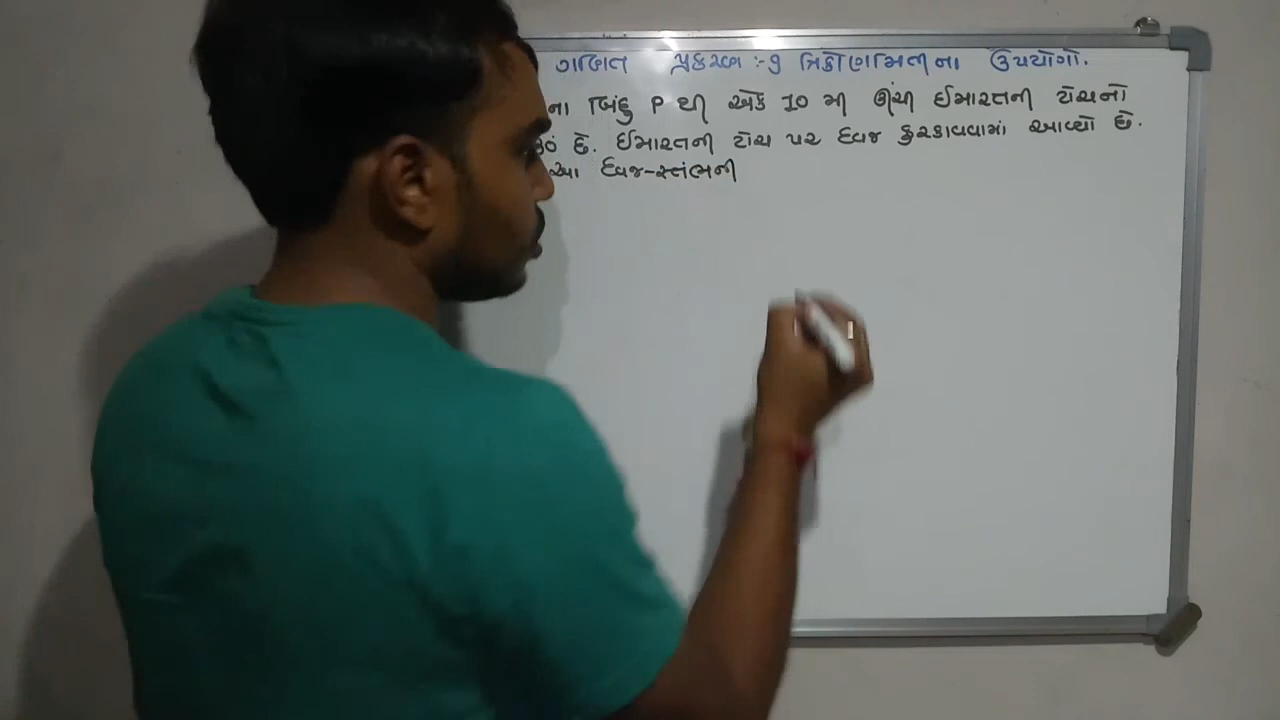 ગણિત પ્રકરણ :- 9 ત્રિકોણમિતીના ઉપયોગો.
ના બિંદુ P થી એક 10 મી ઊંચી ઈમારતની ટોચનો
30° છે. ઈમારતની ટોચ પર ધ્વજ ફરકાવવામાં આવ્યો છે.
આ ધ્વજ-સ્તંભની